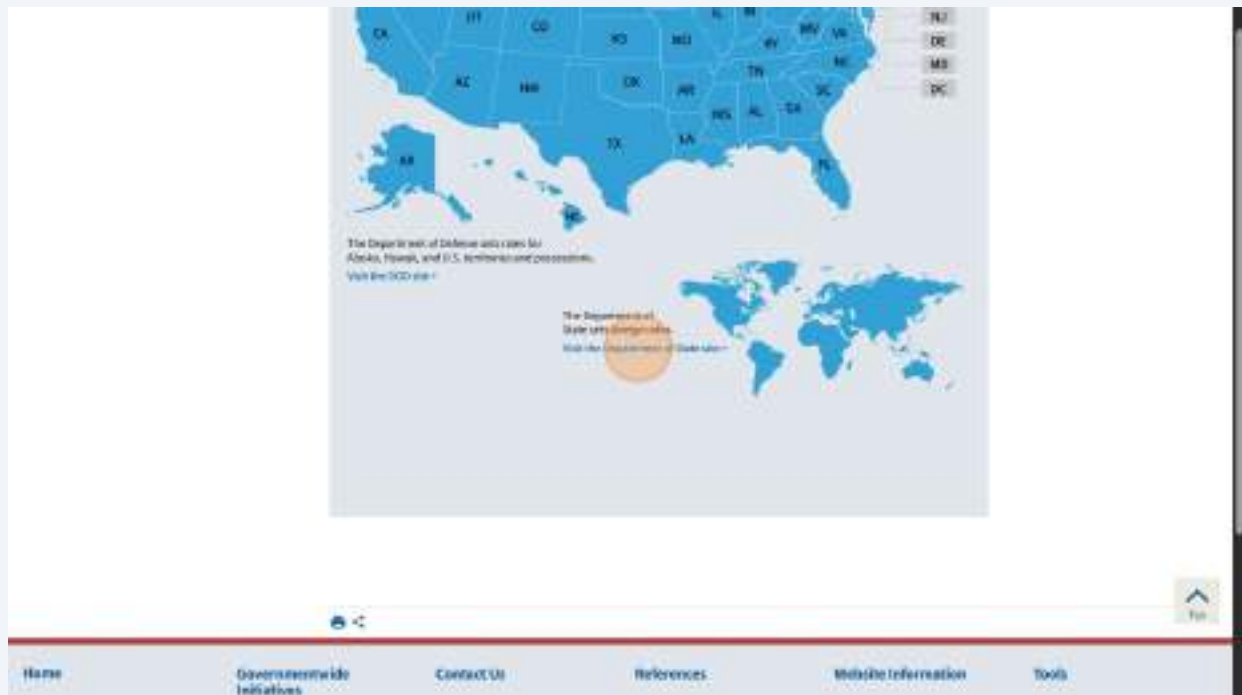 UT
CO
IL
IN
NJ
CA
KS
MO
KY
WV
VA
DE
MD
AZ
NM
OK
AR
TN
NC
SC
DC
MS
AL
GA
TX
LA
FL
AK
HI
The Department of Defense sets rates for
Alaska, Hawaii, and U.S. territories and possessions.
Visit the DOD site >
The Department of
State sets foreign rates.
Visit the Department of State site >
Top
Home
Governmentwide
Initiatives
Contact Us
References
Website Information
Tools